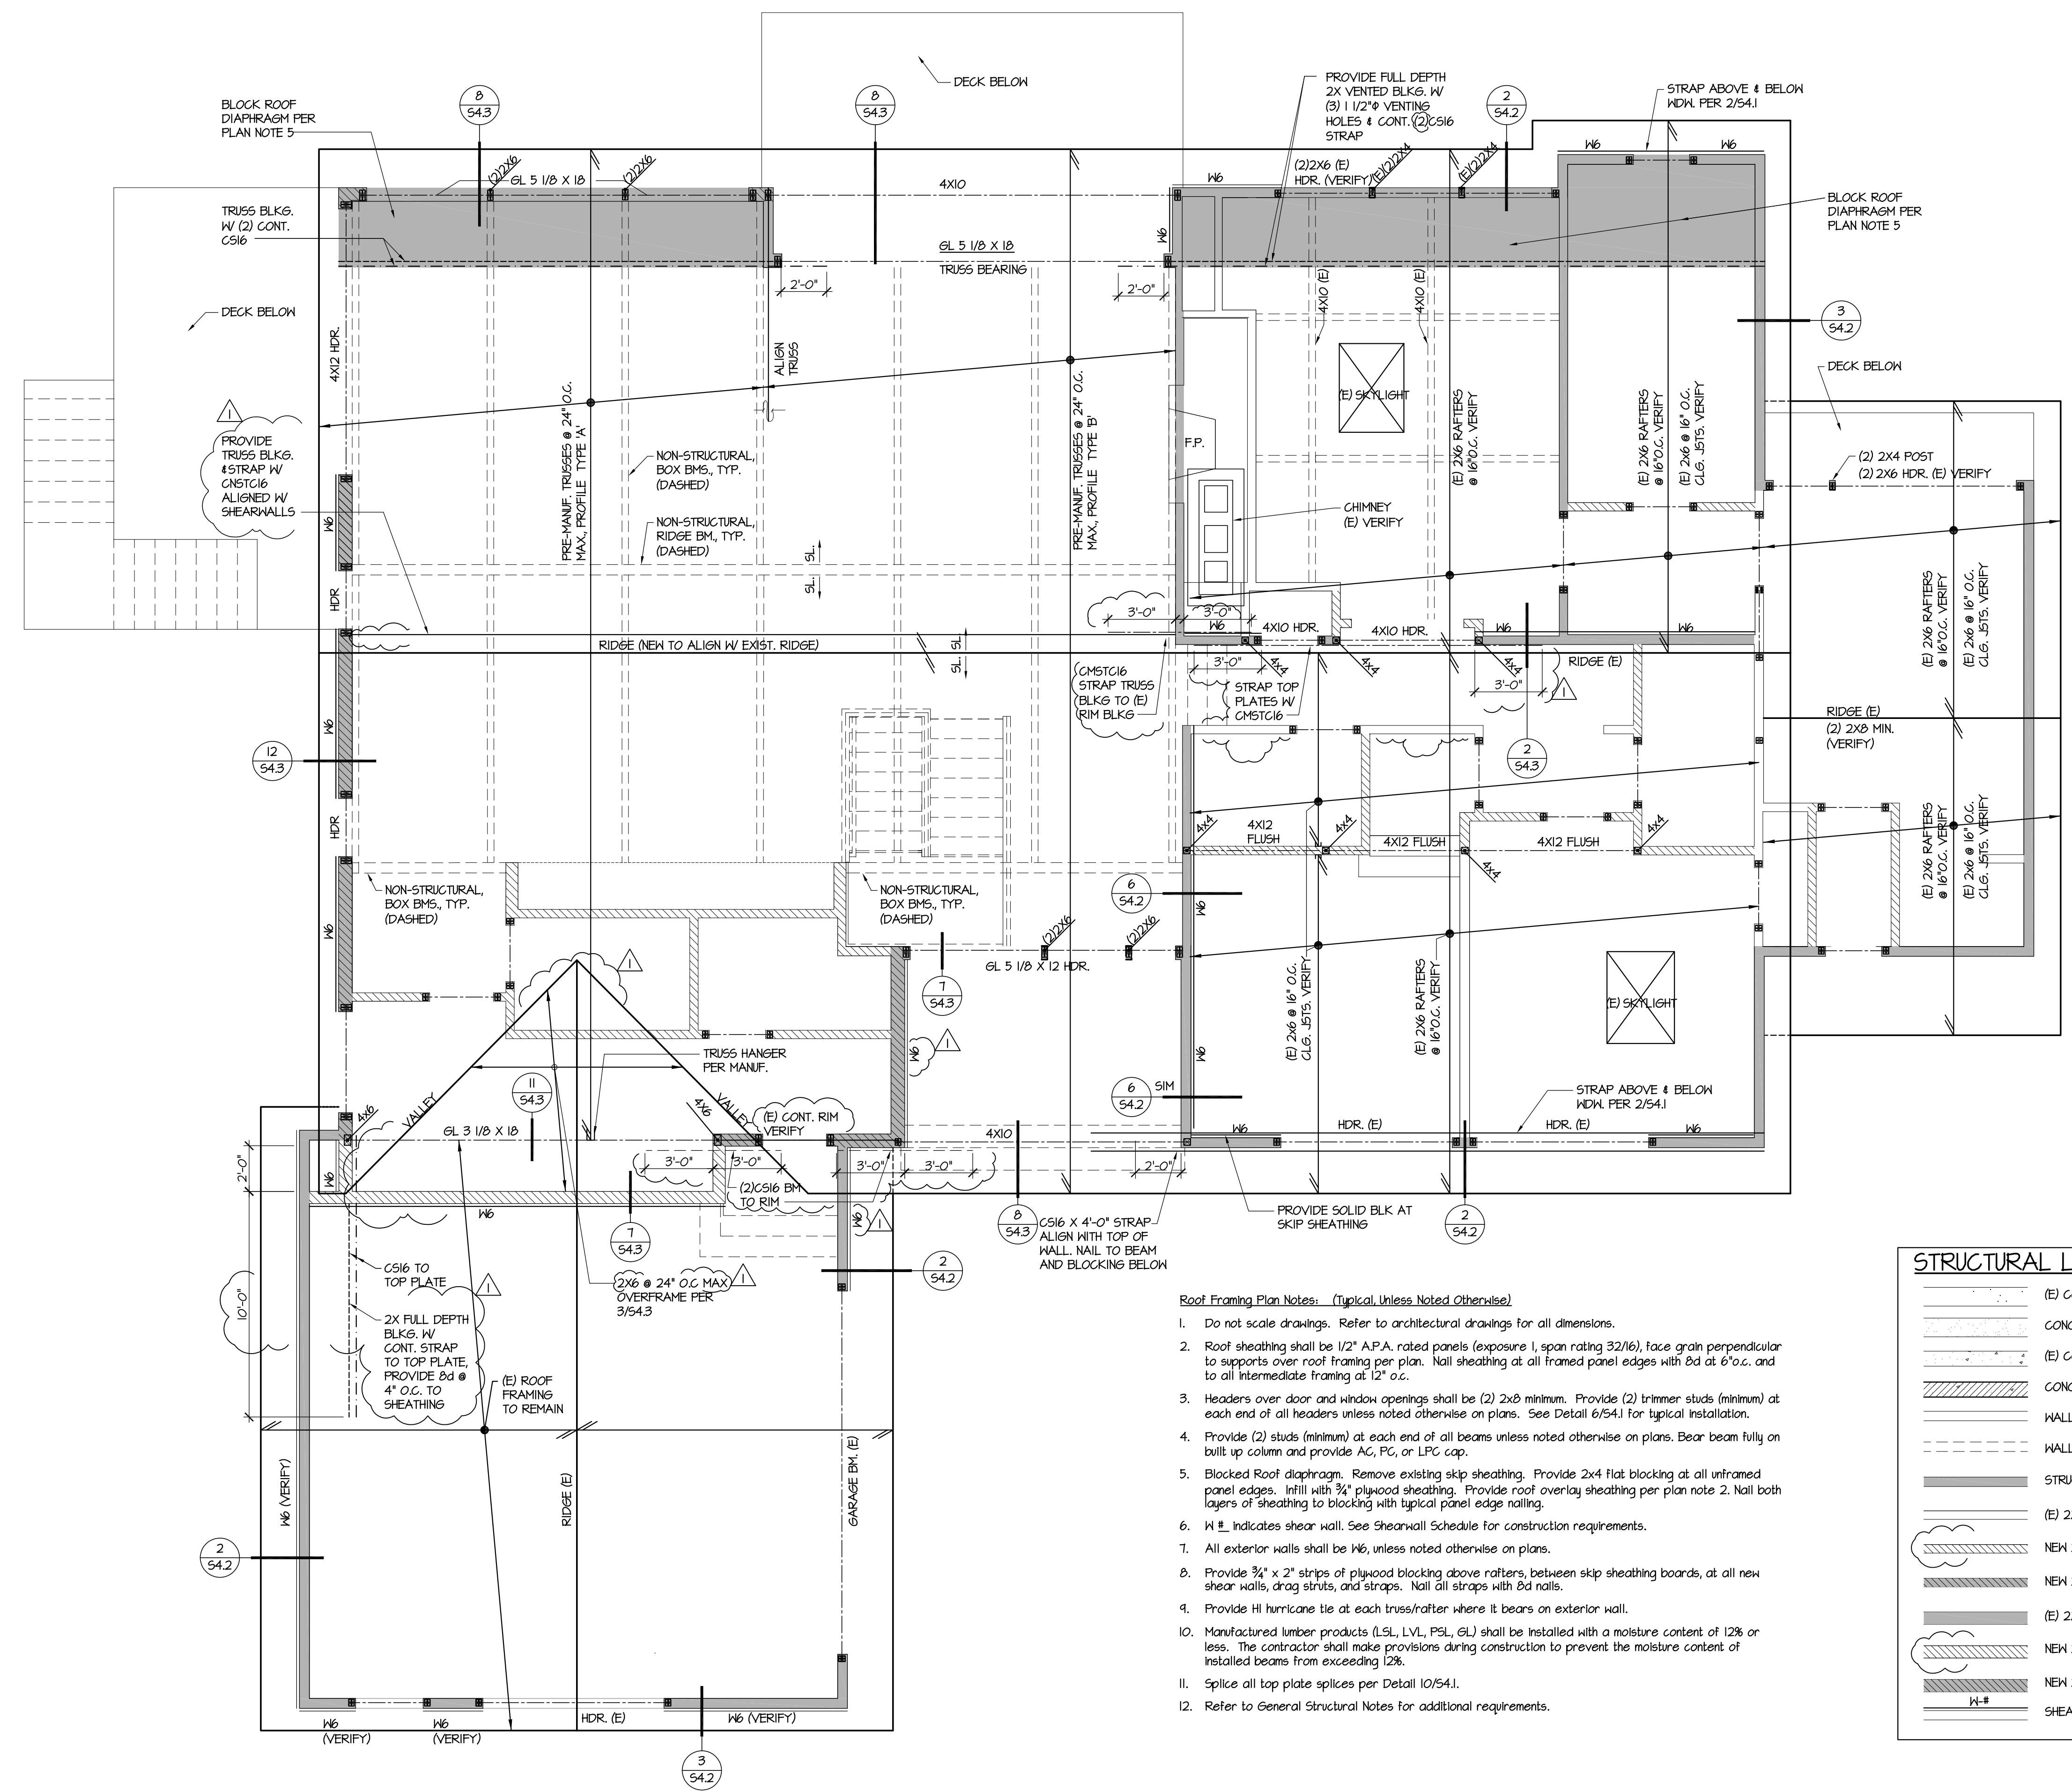 DECK BELOW
BLOCK ROOF
DIAPHRAGM PER
PLAN NOTE 5
8
S4.3
8
S4.3
PROVIDE FULL DEPTH
2X VENTED BLKG. W/
(3) 1 1/2"Φ VENTING
HOLES & CONT. (2)CS16
STRAP
2
S4.2
STRAP ABOVE & BELOW
WDW. PER 2/S4.1
W6
W6
(2)2X6
GL 5 1/8 X 18
(2)2X6
4X10
W6
(2)2X6 (E)
HDR. (VERIFY)
(E)(2)2X4
(E)(2)2X4
BLOCK ROOF
DIAPHRAGM PER
PLAN NOTE 5
TRUSS BLKG.
W/ (2) CONT.
CS16
W6
GL 5 1/8 X 18
TRUSS BEARING
2'-0"
2'-0"
4X10 (E)
4X10 (E)
DECK BELOW
4X12 HDR.
ALIGN
TRUSS
3
S4.2
DECK BELOW
PRE-MANUF. TRUSSES @ 24" O.C.
MAX., PROFILE TYPE 'A'
PRE-MANUF. TRUSSES @ 24" O.C.
MAX., PROFILE TYPE 'B'
(E) SKYLIGHT
(E) 2X6 RAFTERS
@ 16"O.C. VERIFY
(E) 2X6 RAFTERS
@ 16"O.C. VERIFY
(E) 2x6 @ 16" O.C.
CLG. JSTS. VERIFY
1
PROVIDE
TRUSS BLKG.
&STRAP W/
CNSTC16
ALIGNED W/
SHEARWALLS
NON-STRUCTURAL,
BOX BMS., TYP.
(DASHED)
F.P.
(2) 2X4 POST
(2) 2X6 HDR. (E) VERIFY
W6
NON-STRUCTURAL,
RIDGE BM., TYP.
(DASHED)
CHIMNEY
(E) VERIFY
SL.
SL.
HDR
(E) 2X6 RAFTERS
@ 16"O.C. VERIFY
(E) 2x6 @ 16" O.C.
CLG. JSTS. VERIFY
3'-0"
3'-0"
W6
4X10 HDR.
4X10 HDR.
W6
W6
RIDGE (NEW TO ALIGN W/ EXIST. RIDGE)
SL.
SL.
3'-0"
4X4
4X4
4X4
RIDGE (E)
CMSTC16
STRAP TRUSS
BLKG TO (E)
RIM BLKG
STRAP TOP
PLATES W/
CMSTC16
3'-0"
1
RIDGE (E)
(2) 2X8 MIN.
(VERIFY)
W6
12
S4.3
2
S4.3
HDR
4X4
4X12
FLUSH
4X4
4X12 FLUSH
4X12 FLUSH
4X4
4X4
(E) 2X6 RAFTERS
@ 16"O.C. VERIFY
(E) 2x6 @ 16" O.C.
CLG. JSTS. VERIFY
NON-STRUCTURAL,
BOX BMS., TYP.
(DASHED)
NON-STRUCTURAL,
BOX BMS., TYP.
(DASHED)
6
S4.2
W6
W6
(2)2X6
(2)2X6
GL 5 1/8 X 12 HDR.
1
7
S4.3
(E) 2x6 @ 16" O.C.
CLG. JSTS. VERIFY
(E) 2X6 RAFTERS
@ 16"O.C. VERIFY
(E) SKYLIGHT
W6
1
W6
TRUSS HANGER
PER MANUF.
11
S4.3
6
S4.2
SIM
STRAP ABOVE & BELOW
WDW. PER 2/S4.1
4X6
VALLEY
GL 3 1/8 X 18
4X6
VALLEY
(E) CONT. RIM
VERIFY
4X10
W6
HDR. (E)
HDR. (E)
W6
2'-0"
W6
3'-0"
3'-0"
3'-0"
3'-0"
2'-0"
(2)CS16 BM
TO RIM
W6
W6
1
7
S4.3
8
S4.3
CS16 X 4'-0" STRAP
ALIGN WITH TOP OF
WALL. NAIL TO BEAM
AND BLOCKING BELOW
PROVIDE SOLID BLK AT
SKIP SHEATHING
2
S4.2
CS16 TO
TOP PLATE
1
2X6 @ 24" O.C MAX
OVERFRAME PER
3/S4.3
1
2
S4.2
10'-0"
2X FULL DEPTH
BLKG. W/
CONT. STRAP
TO TOP PLATE,
PROVIDE 8d @
4" O.C. TO
SHEATHING
(E) ROOF
FRAMING
TO REMAIN
W6 (VERIFY)
RIDGE (E)
GARAGE BM. (E)
2
S4.2
W6
(VERIFY)
W6
(VERIFY)
HDR. (E)
W6 (VERIFY)
3
S4.2
Roof Framing Plan Notes: (Typical, Unless Noted Otherwise)
1. Do not scale drawings. Refer to architectural drawings for all dimensions.
2. Roof sheathing shall be 1/2" A.P.A. rated panels (exposure 1, span rating 32/16), face grain perpendicular
to supports over roof framing per plan. Nail sheathing at all framed panel edges with 8d at 6"o.c. and
to all intermediate framing at 12" o.c.
3. Headers over door and window openings shall be (2) 2x8 minimum. Provide (2) trimmer studs (minimum) at
each end of all headers unless noted otherwise on plans. See Detail 6/S4.1 for typical installation.
4. Provide (2) studs (minimum) at each end of all beams unless noted otherwise on plans. Bear beam fully on
built up column and provide AC, PC, or LPC cap.
5. Blocked Roof diaphragm. Remove existing skip sheathing. Provide 2x4 flat blocking at all unframed
panel edges. Infill with ¾" plywood sheathing. Provide roof overlay sheathing per plan note 2. Nail both
layers of sheathing to blocking with typical panel edge nailing.
6. W # indicates shear wall. See Shearwall Schedule for construction requirements.
7. All exterior walls shall be W6, unless noted otherwise on plans.
8. Provide ¾" x 2" strips of plywood blocking above rafters, between skip sheathing boards, at all new
shear walls, drag struts, and straps. Nail all straps with 8d nails.
9. Provide H1 hurricane tie at each truss/rafter where it bears on exterior wall.
10. Manufactured lumber products (LSL, LVL, PSL, GL) shall be installed with a moisture content of 12% or
less. The contractor shall make provisions during construction to prevent the moisture content of
installed beams from exceeding 12%.
11. Splice all top plate splices per Detail 10/S4.1.
12. Refer to General Structural Notes for additional requirements.
STRUCTURAL L
(E) C
CONC
(E) C
CONC
WALL
WALL
STRU
(E) 2
NEW
NEW
(E) 2
NEW
NEW
W-#
SHEA